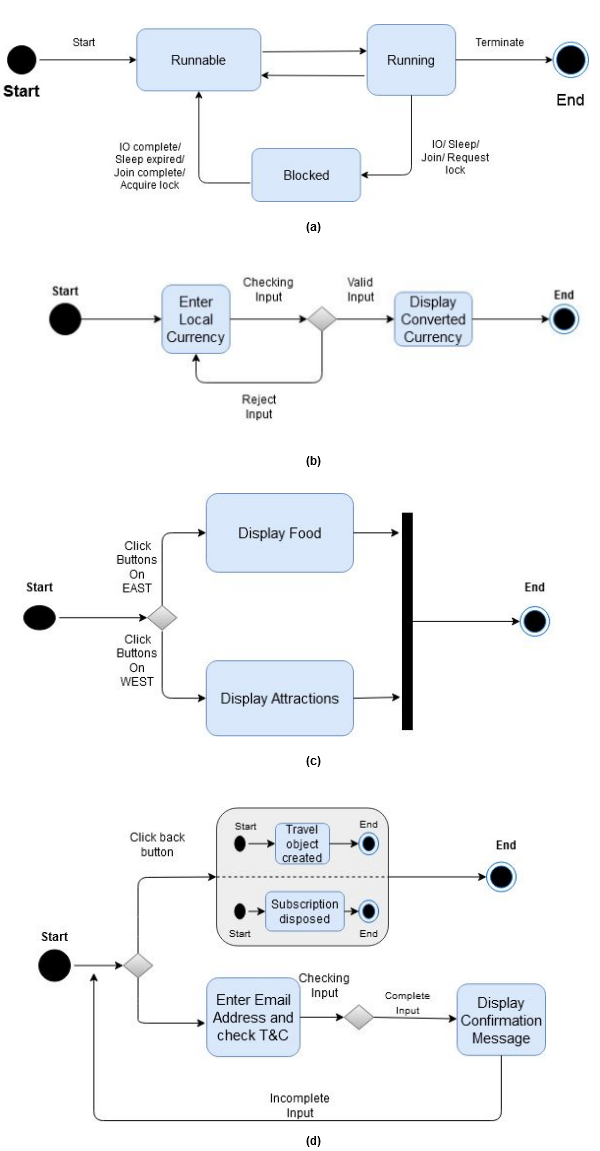 Start
Runnable
Running
Terminate
Start
End
IO complete/
Sleep expired/
Join complete/
Acquire lock
Blocked
IO/ Sleep/
Join/ Request
lock
(a)
Start
Checking
Input
Valid
Input
End
Enter
Local
Currency
Display
Converted
Currency
Reject
Input
(b)
Display Food
Click
Buttons
On
EAST
Start
End
Click
Buttons
On
WEST
Display Attractions
(c)
Click back
button
Start
Travel
object
created
End
End
Subscription
disposed
Start
End
Start
Enter Email
Address and
check T&C
Checking
Input
Complete
Input
Display
Confirmation
Message
Incomplete
Input
(d)